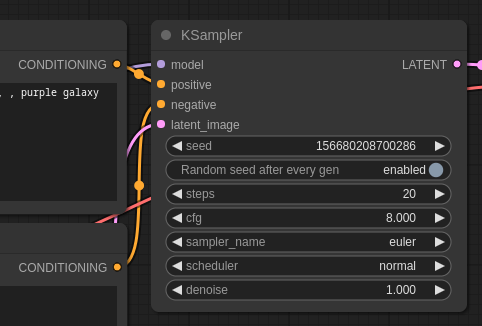 KSampler
CONDITIONING
model
LATENT
positive
, , purple galaxy
negative
latent_image
seed 156680208700286
Random seed after every gen enabled
steps 20
cfg 8.000
sampler_name euler
CONDITIONING
scheduler normal
denoise 1.000